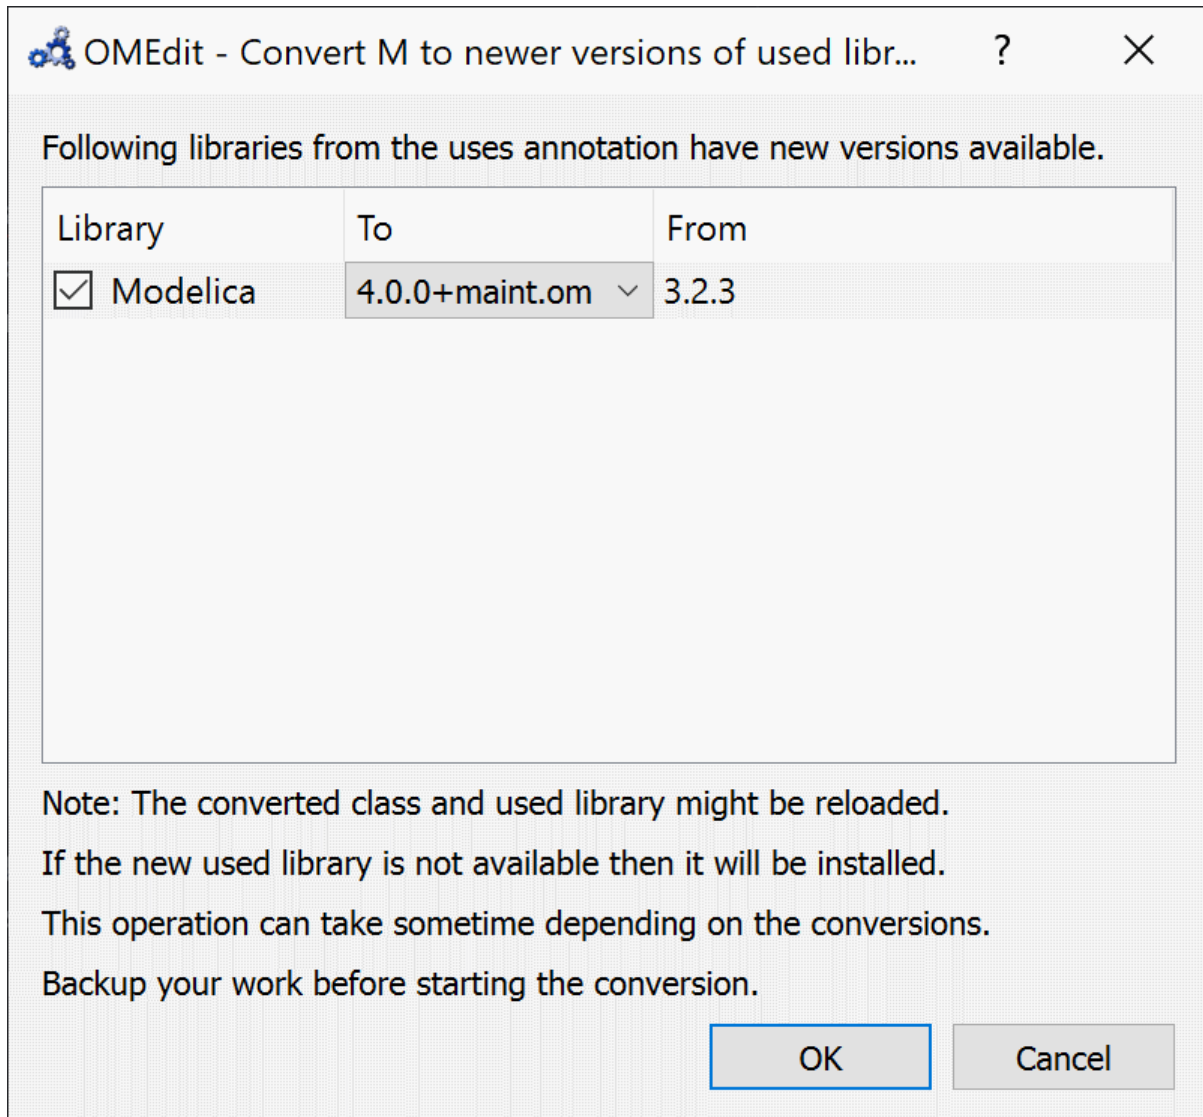 OMEdit - Convert M to newer versions of used libr... ?
Following libraries from the uses annotation have new versions available.
Library To From
Modelica 4.0.0+maint.om 3.2.3
Note: The converted class and used library might be reloaded.
If the new used library is not available then it will be installed.
This operation can take sometime depending on the conversions.
Backup your work before starting the conversion.
OK Cancel